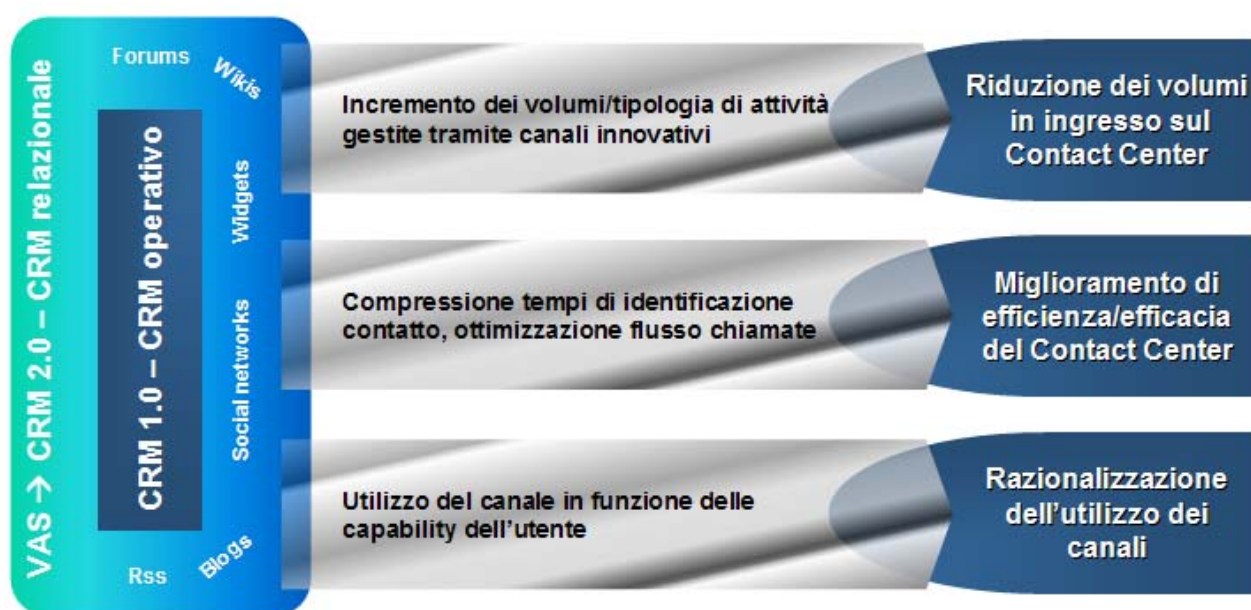 VAS → CRM 2.0 – CRM relazionale
CRM 1.0 – CRM operativo
Forums
Wikis
Widgets
Social networks
Blogs
Rss
Incremento dei volumi/tipologia di attività
gestite tramite canali innovativi
Riduzione dei volumi
in ingresso sul
Contact Center
Compressione tempi di identificazione
contatto, ottimizzazione flusso chiamate
Miglioramento di
efficienza/efficacia
del Contact Center
Utilizzo del canale in funzione delle
capability dell'utente
Razionalizzazione
dell'utilizzo dei
canali